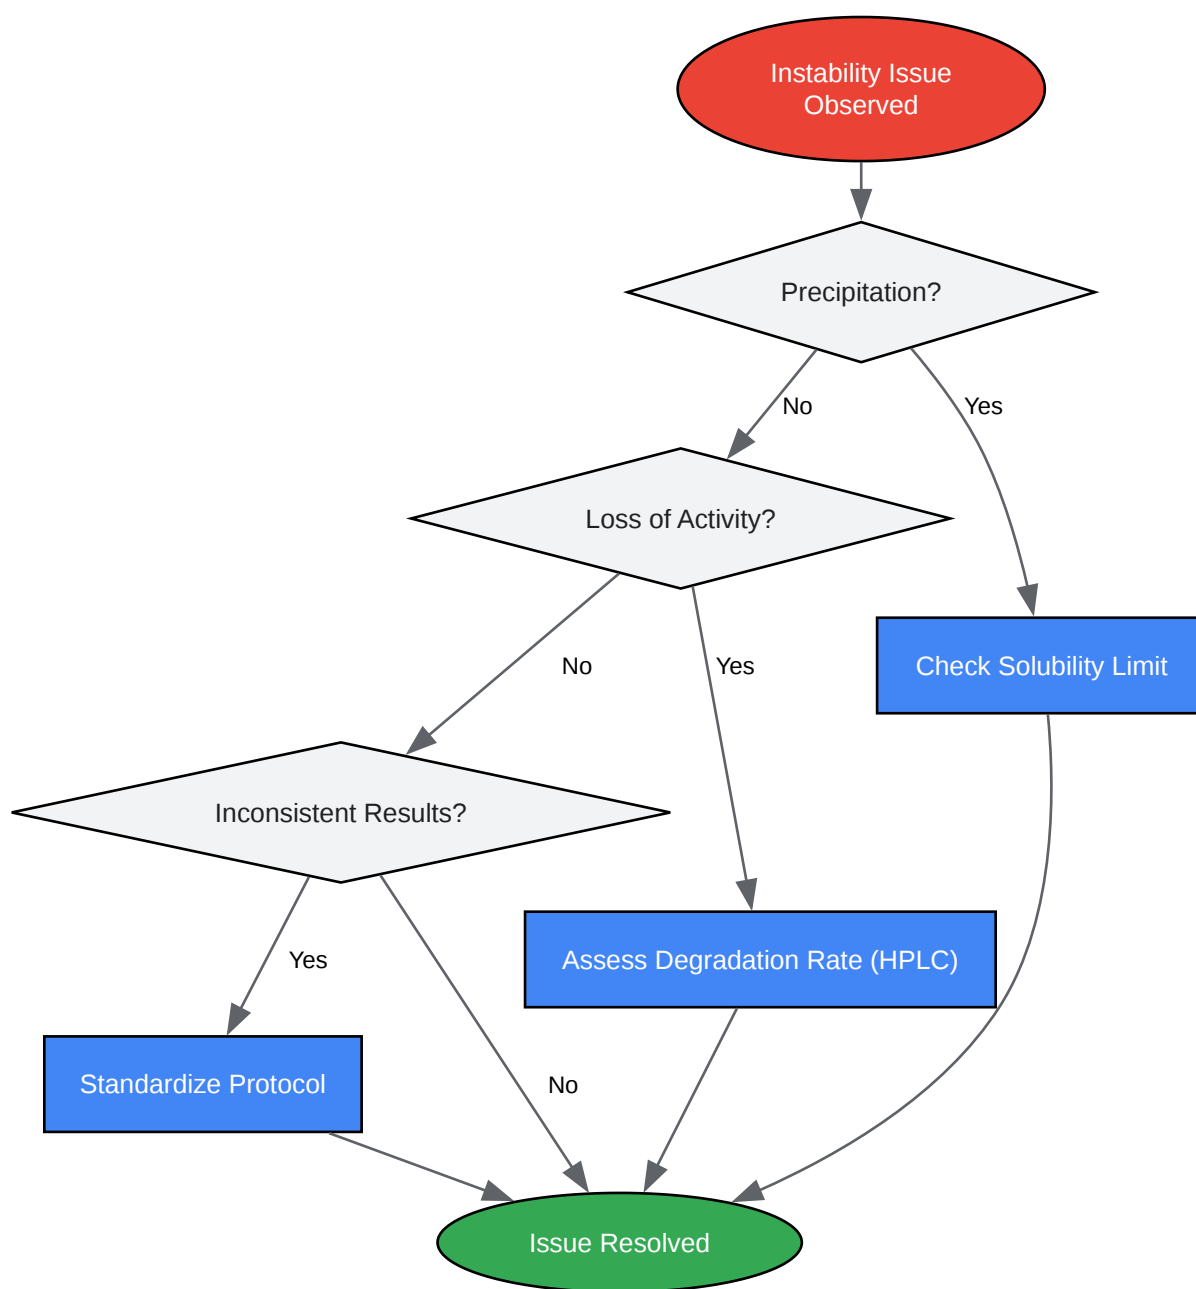 Instability Issue
Observed
Precipitation?
No
Yes
Loss of Activity?
No
Yes
Check Solubility Limit
Inconsistent Results?
Yes
Assess Degradation Rate (HPLC)
Standardize Protocol
No
Issue Resolved